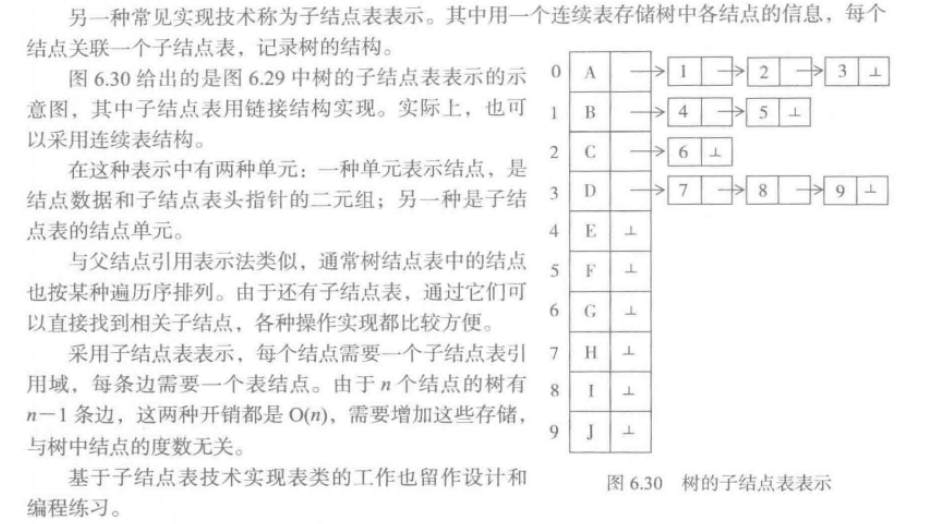 另一种常见实现技术称为子结点表表示。其中用一个连续表存储树中各结点的信息，每个
结点关联一个子结点表，记录树的结构。
图 6.30 给出的是图 6.29 中树的子结点表表示的示
意图，其中子结点表用链接结构实现。实际上，也可
以采用连续表结构。
在这种表示中有两种单元：一种单元表示结点，是
结点数据和子结点表头指针的二元组；另一种是子结
点表的结点单元。
与父结点引用表示法类似，通常树结点表中的结点
也按某种遍历序排列。由于还有子结点表，通过它们可
以直接找到相关子结点，各种操作实现都比较方便。
采用子结点表表示，每个结点需要一个子结点表引
用域，每条边需要一个表结点。由于 n 个结点的树有
n－1 条边，这两种开销都是 O(n)，需要增加这些存储，
与树中结点的度数无关。
基于子结点表技术实现表类的工作也留作设计和
编程练习。
0 A 1 2 3 ⊥
1 B 4 5 ⊥
2 C 6 ⊥
3 D 7 8 9 ⊥
4 E ⊥
5 F ⊥
6 G ⊥
7 H ⊥
8 I ⊥
9 J ⊥
图 6.30 树的子结点表表示